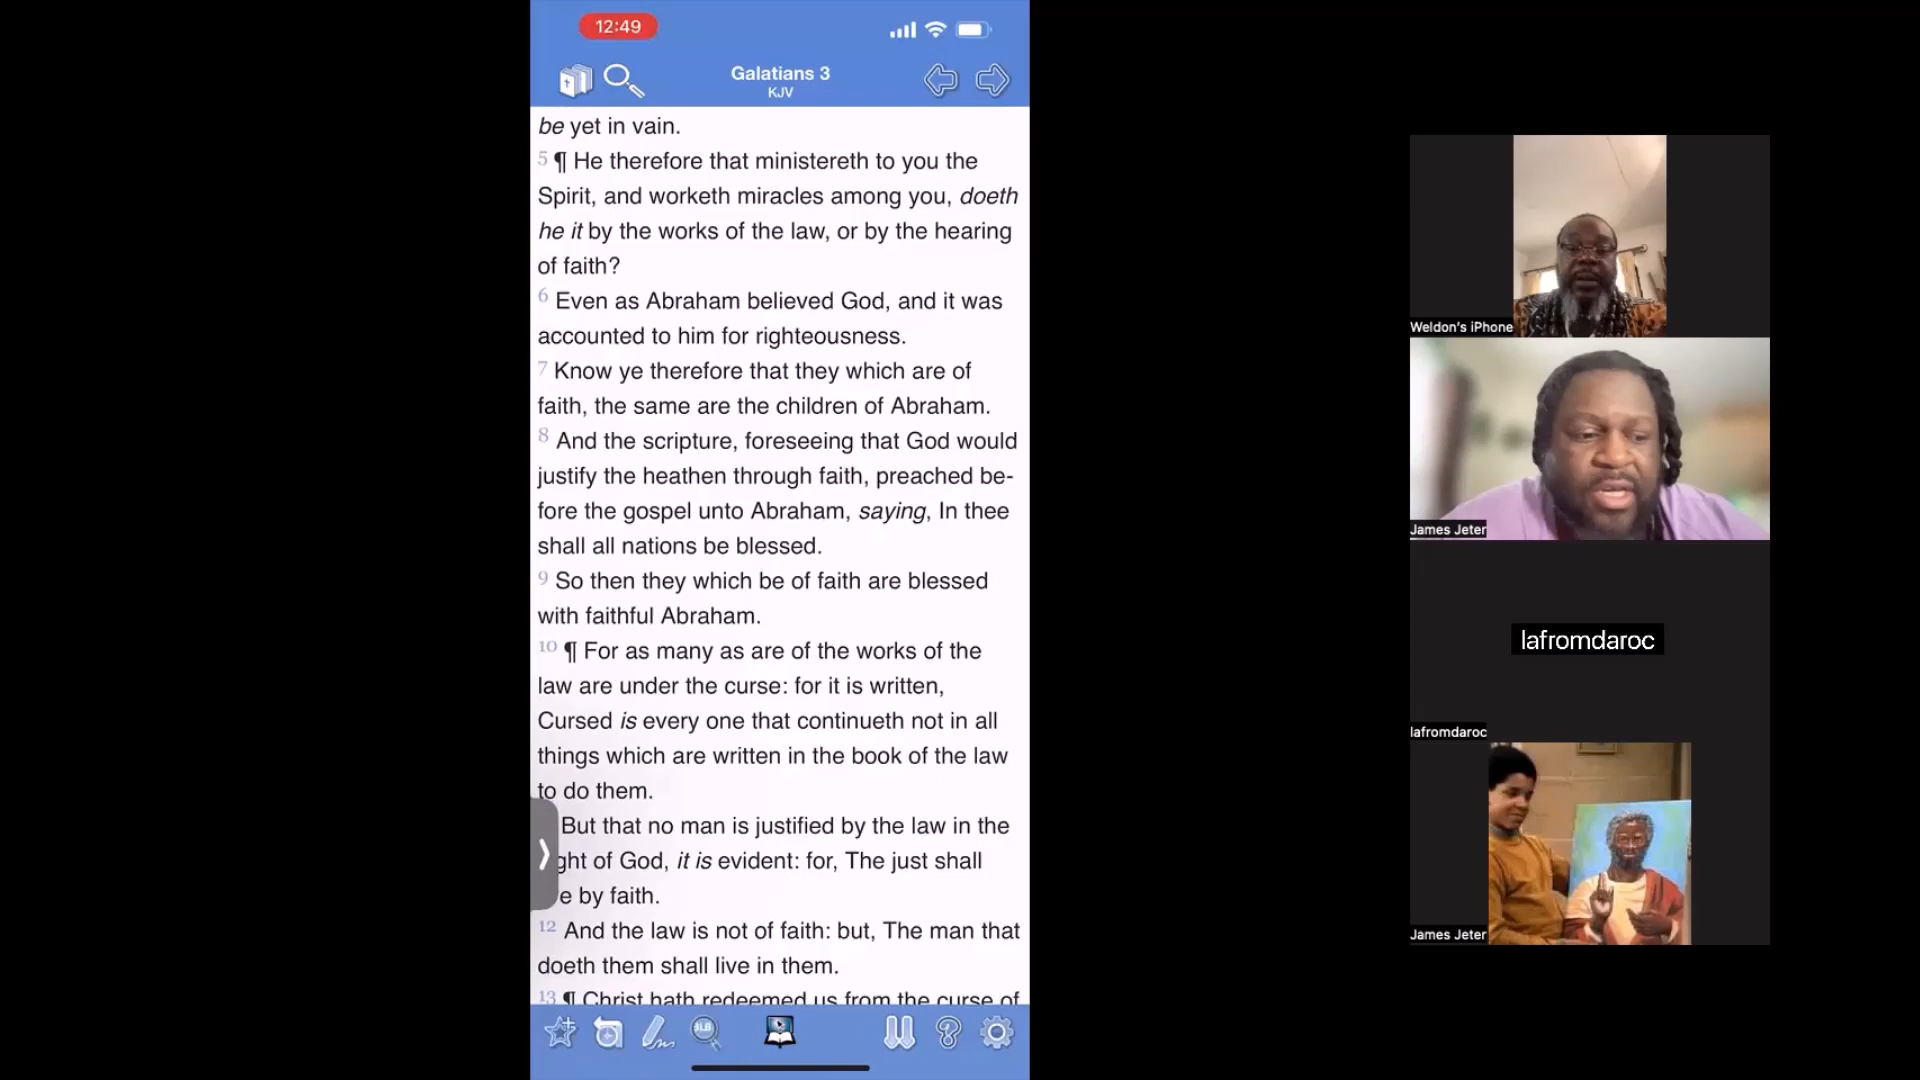 12:49
Galatians 3
KJV
be yet in vain.
5 ¶ He therefore that ministereth to you the
Spirit, and worketh miracles among you, doeth
he it by the works of the law, or by the hearing
of faith?
6 Even as Abraham believed God, and it was
accounted to him for righteousness.
7 Know ye therefore that they which are of
faith, the same are the children of Abraham.
8 And the scripture, foreseeing that God would
justify the heathen through faith, preached be-
fore the gospel unto Abraham, saying, In thee
shall all nations be blessed.
9 So then they which be of faith are blessed
with faithful Abraham.
10 ¶ For as many as are of the works of the
law are under the curse: for it is written,
Cursed is every one that continueth not in all
things which are written in the book of the law
to do them.
But that no man is justified by the law in the
ght of God, it is evident: for, The just shall
e by faith.
12 And the law is not of faith: but, The man that
doeth them shall live in them.
13 ¶ Christ hath redeemed us from the curse of
Weldon's iPhone
James Jeter
lafromdaroc
lafromdaroc
James Jeter